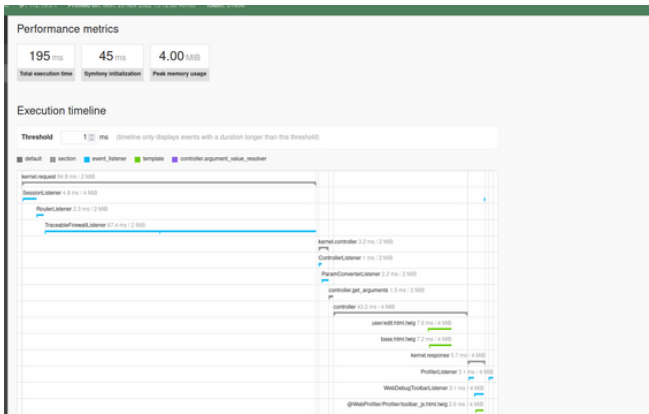 Performance metrics
195 ms
45 ms
4.00 MiB
Total execution time
Symfony initialization
Peak memory usage
Execution timeline
Threshold 1 ms (timeline only displays events with a duration longer than this threshold)
default section event_listener template controller.argument_value_resolver
kernel.request 94.8 ms / 2 MiB
SessionListener 4.8 ms / 4 MiB
RouterListener 2.3 ms / 2 MiB
TraceableFirewallListener 87.4 ms / 2 MiB
kernel.controller 3.2 ms / 2 MiB
ControllerListener 1 ms / 2 MiB
ParamConverterListener 2.2 ms / 2 MiB
controller.get_arguments 1.5 ms / 2 MiB
controller 43.2 ms / 4 MiB
user/edit.html.twig 7.6 ms / 4 MiB
base.html.twig 7.2 ms / 4 MiB
kernel.response 5.7 ms / 4 MiB
ProfilerListener 3.1 ms / 4 MiB
WebDebugToolbarListener 3.1 ms / 4 MiB
@WebProfiler/Profiler/toolbar_js.html.twig 2.6 ms / 4 MiB